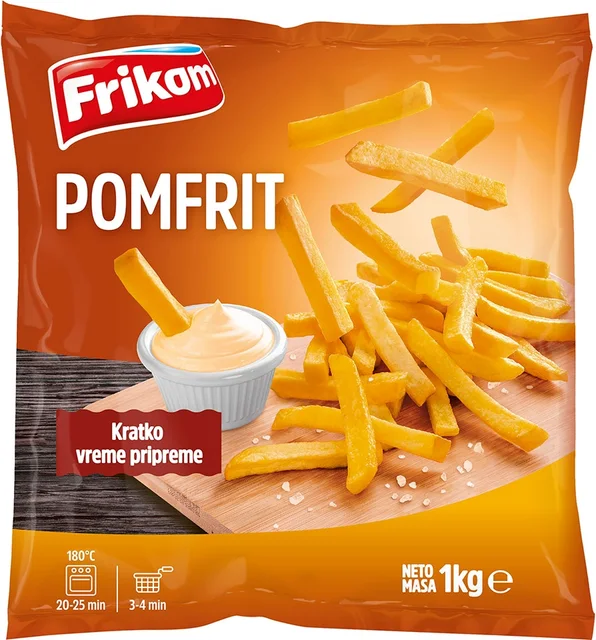 Frikom
POMFRIT
Kratko
vreme pripreme
180°C
20-25 min
3-4 min
NETO
MASA 1kg ℮